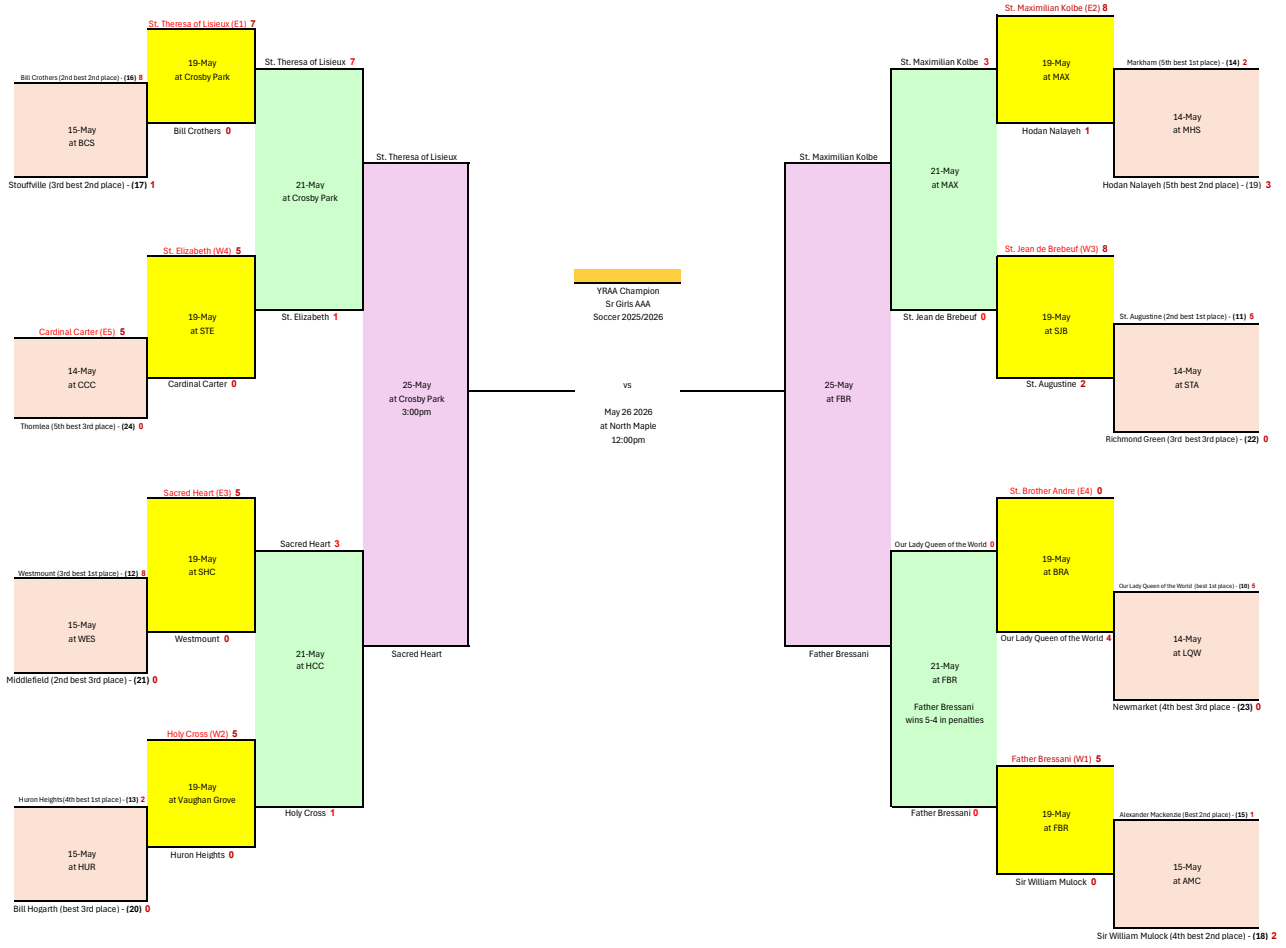 St. Theresa of Lisieux (E1) 7
19-May
at Crosby Park
Bill Crothers (2nd best 2nd place) - (16) 8
15-May
at BCS
Bill Crothers 0
Stouffville (3rd best 2nd place) - (17) 1
St. Theresa of Lisieux 7
21-May
at Crosby Park
St. Elizabeth (W4) 5
19-May
at STE
Cardinal Carter (E5) 5
14-May
at CCC
Cardinal Carter 0
Thornlea (5th best 3rd place) - (24) 0
St. Elizabeth 1
St. Theresa of Lisieux
25-May
at Crosby Park
3:00pm
Sacred Heart (E3) 5
19-May
at SHC
Westmount (3rd best 1st place) - (12) 8
15-May
at WES
Westmount 0
Middlefield (2nd best 3rd place) - (21) 0
Sacred Heart 3
21-May
at HCC
Sacred Heart
Holy Cross (W2) 5
19-May
at Vaughan Grove
Huron Heights(4th best 1st place) - (13) 2
15-May
at HUR
Huron Heights 0
Bill Hogarth (best 3rd place) - (20) 0
Holy Cross 1
YRAA Champion
Sr Girls AAA
Soccer 2025/2026
vs
May 26 2026
at North Maple
12:00pm
St. Maximilian Kolbe
25-May
at FBR
Father Bressani
St. Maximilian Kolbe 3
21-May
at MAX
St. Jean de Brebeuf 0
St. Maximilian Kolbe (E2) 8
19-May
at MAX
Hodan Nalayeh 1
Markham (5th best 1st place) - (14) 2
14-May
at MHS
Hodan Nalayeh (5th best 2nd place) - (19) 3
St. Jean de Brebeuf (W3) 8
19-May
at SJB
St. Augustine 2
St. Augustine (2nd best 1st place) - (11) 5
14-May
at STA
Richmond Green (3rd best 3rd place) - (22) 0
Our Lady Queen of the World 0
21-May
at FBR
Father Bressani
wins 5-4 in penalties
Father Bressani 0
St. Brother Andre (E4) 0
19-May
at BRA
Our Lady Queen of the World 4
Our Lady Queen of the World (best 1st place) - (10) 5
14-May
at LQW
Newmarket (4th best 3rd place - (23) 0
Father Bressani (W1) 5
19-May
at FBR
Sir William Mulock 0
Alexander Mackenzie (Best 2nd place) - (15) 1
15-May
at AMC
Sir William Mulock (4th best 2nd place) - (18) 2